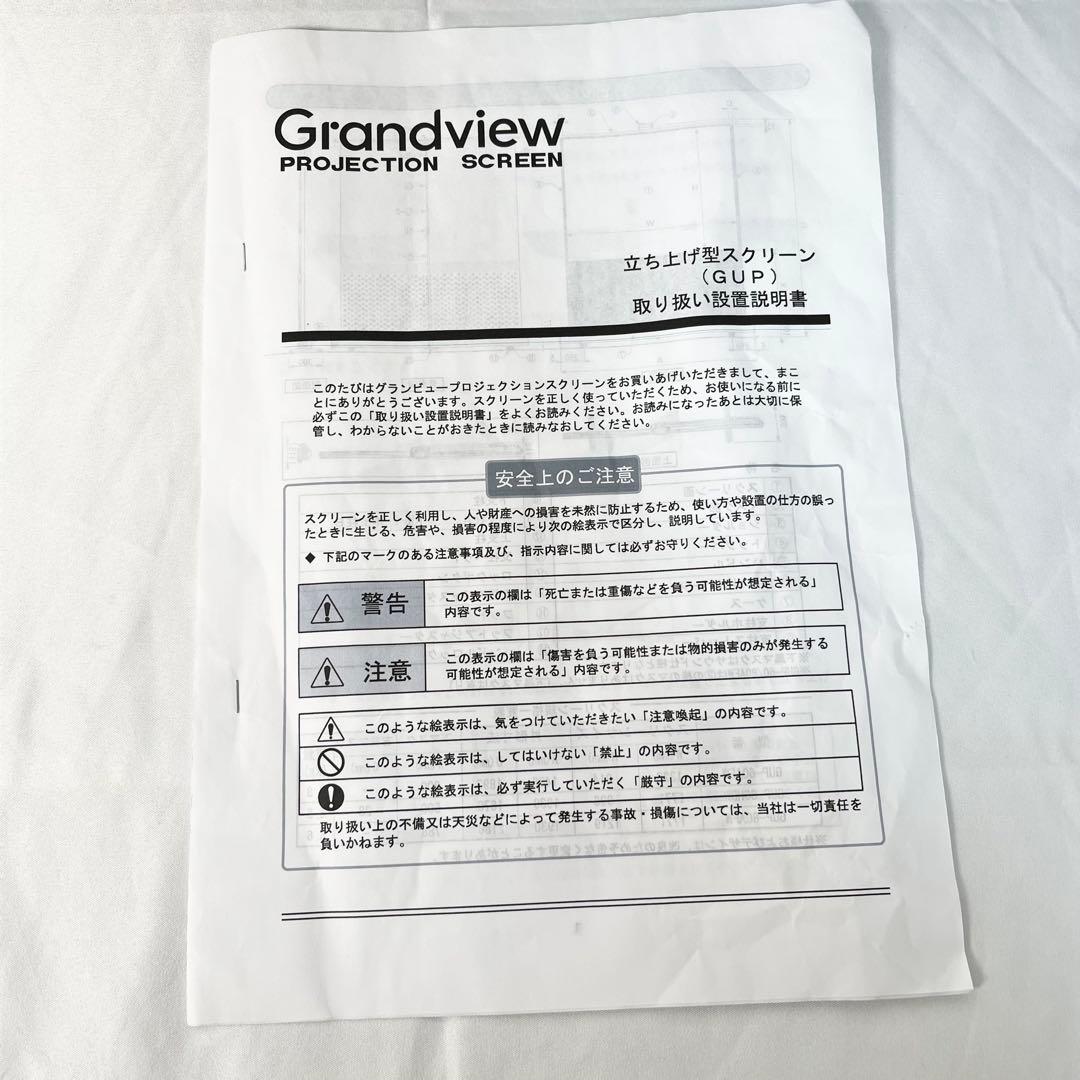 Grandview
PROJECTION SCREEN
立ち上げ型スクリーン
（ＧＵＰ）
取り扱い設置説明書
このたびはグランビュープロジェクションスクリーンをお買いあげいただきまして、まこ
とにありがとうございます。スクリーンを正しく使っていただくため、お使いになる前に
必ずこの「取り扱い設置説明書」をよくお読みください。お読みになったあとは大切に保
管し、わからないことがおきたときに読みなおしてください。
安全上のご注意
スクリーンを正しく利用し、人や財産への損害を未然に防止するため、使い方や設置の仕方の誤っ
たときに生じる、危害や、損害の程度により次の絵表示で区分し、説明しています。
◆ 下記のマークのある注意事項及び、指示内容に関しては必ずお守りください。
警告
この表示の欄は「死亡または重傷などを負う可能性が想定される」
内容です。
注意
この表示の欄は「傷害を負う可能性または物的損害のみが発生する
可能性が想定される」内容です。
このような絵表示は、気をつけていただきたい「注意喚起」の内容です。
このような絵表示は、してはいけない「禁止」の内容です。
このような絵表示は、必ず実行していただく「厳守」の内容です。
取り扱い上の不備又は天災などによって発生する事故・損傷については、当社は一切責任を
負いかねます。